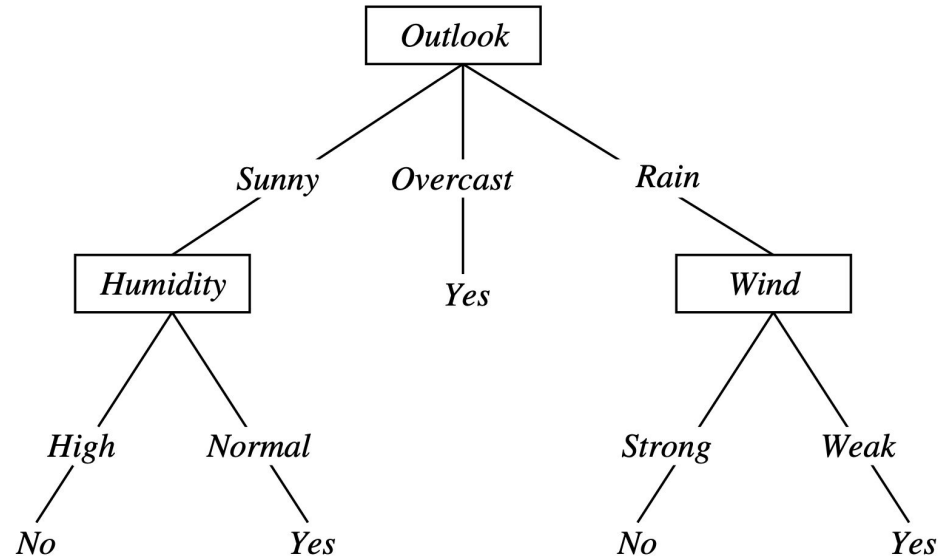 Outlook
Sunny Overcast Rain
Humidity Yes Wind
High Normal Strong Weak
No Yes No Yes